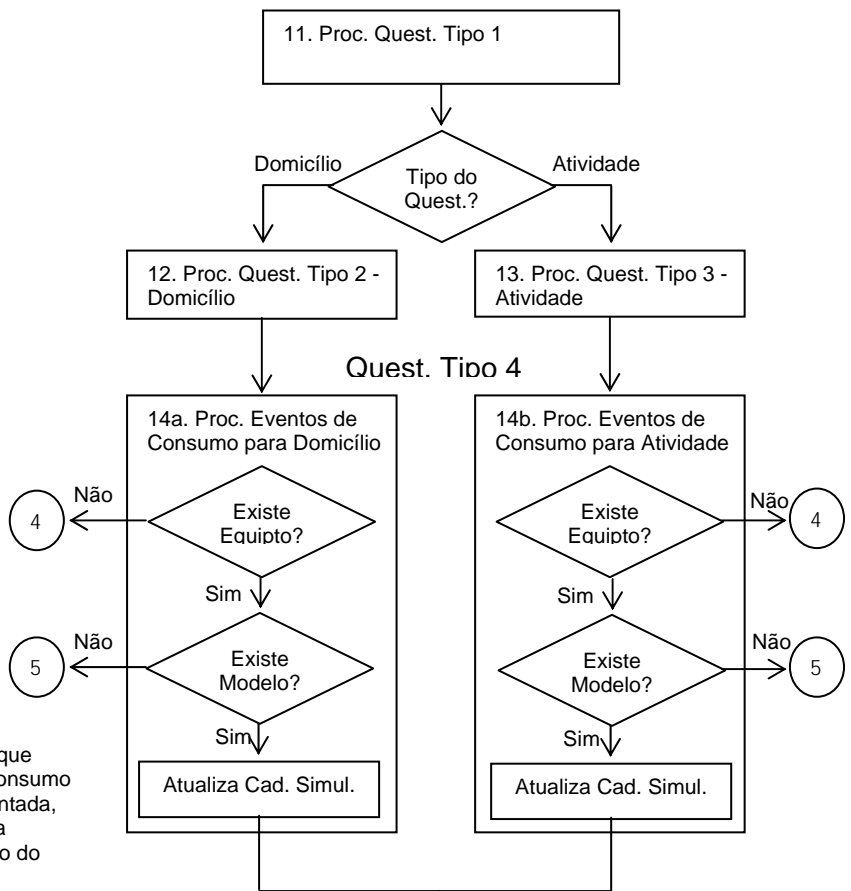 11. Proc. Quest. Tipo 1
Domicílio
Atividade
Tipo do
Quest.?
12. Proc. Quest. Tipo 2 -
Domicílio
13. Proc. Quest. Tipo 3 -
Atividade
Quest. Tipo 4
14a. Proc. Eventos de
Consumo para Domicílio
14b. Proc. Eventos de
Consumo para Atividade
Não
4
Existe
Equipto?
Existe
Equipto?
Não
4
Sim
Sim
Não
5
Existe
Modelo?
Existe
Modelo?
Não
5
Sim
Sim
Atualiza Cad. Simul.
Atualiza Cad. Simul.
que
onsumo
ntada,
a
o do